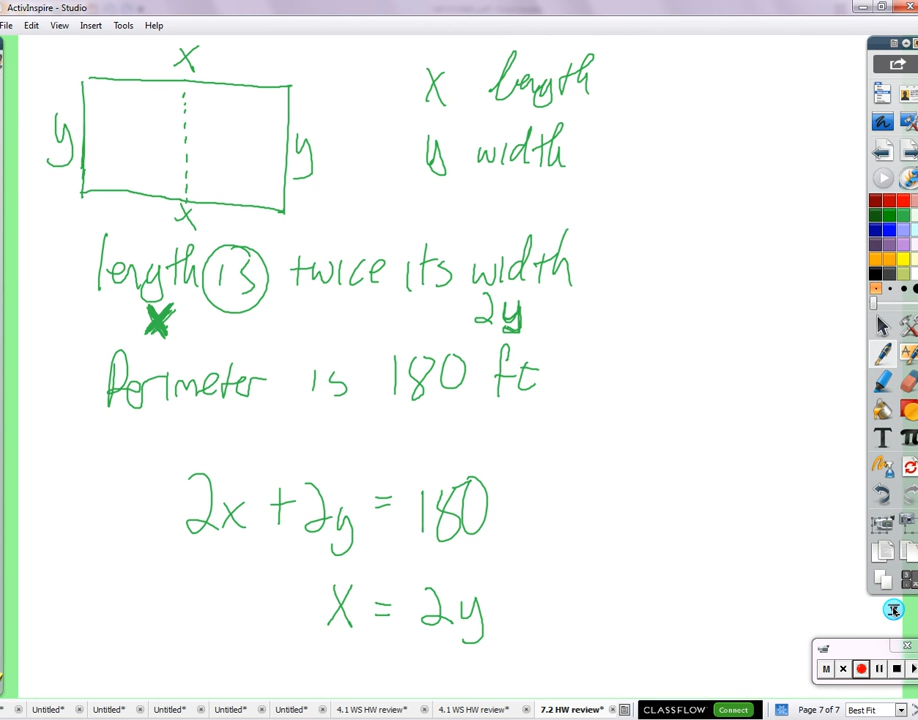 ActivInspire - Studio
File Edit View Insert Tools Help
x
x length
y
y
y width
x
length is twice its width
x
2y
Perimeter is 180 ft
2x + 2y = 180
x = 2y
M
Untitled* Untitled* Untitled* Untitled* Untitled* 4.1 WS HW review* 4.1 WS HW review* 7.2 HW review* CLASSFLOW Connect Page 7 of 7 Best Fit